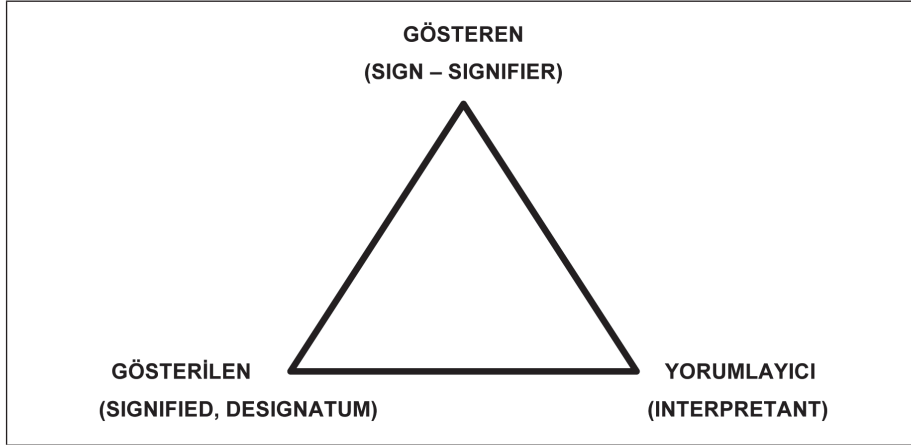 GÖSTEREN
(SIGN – SIGNIFIER)
GÖSTERİLEN
(SIGNIFIED, DESIGNATUM)
YORUMLAYICI
(INTERPRETANT)